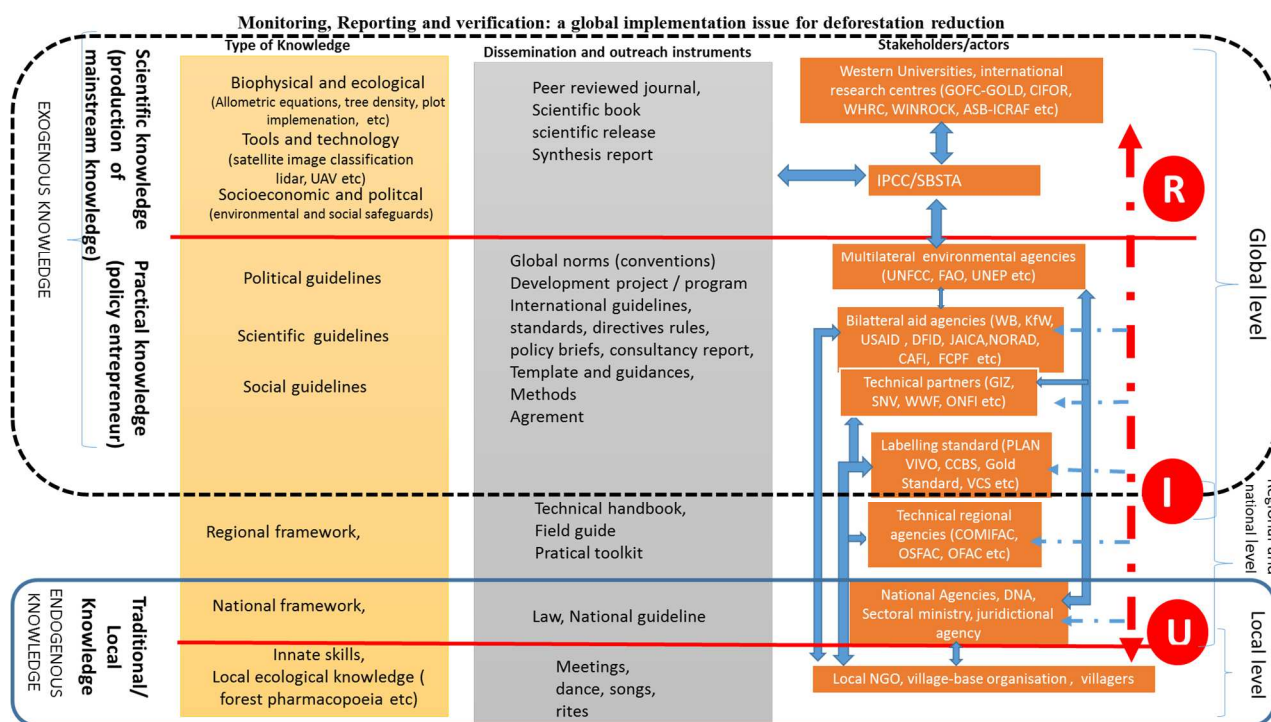 Monitoring, Reporting and verification: a global implementation issue for deforestation reduction
Type of Knowledge
Dissemination and outreach instruments
Stakeholders/actors
EXOGENOUS KNOWLEDGE
Scientific knowledge
(production of
mainstream knowledge)
Biophysical and ecological
(Allometric equations, tree density, plot
implemenation, etc)
Tools and technology
(satellite image classification
lidar, UAV etc)
Socioeconomic and politcal
(environmental and social safeguards)
Peer reviewed journal,
Scientific book
scientific release
Synthesis report
Western Universities, international
research centres (GOFC-GOLD, CIFOR,
WHRC, WINROCK, ASB-ICRAF etc)
IPCC/SBSTA
R
Global level
Practical knowledge
(policy entrepreneur)
Political guidelines
Scientific guidelines
Social guidelines
Global norms (conventions)
Development project / program
International guidelines,
standards, directives rules,
policy briefs, consultancy report,
Template and guidances,
Methods
Agrement
Multilateral environmental agencies
(UNFCC, FAO, UNEP etc)
Bilatteral aid agencies (WB, KfW,
USAID , DFID, JAICA,NORAD,
CAFI, FCPF etc)
Technical partners (GIZ,
SNV, WWF, ONFI etc)
Labelling standard (PLAN
VIVO, CCBS, Gold
Standard, VCS etc)
I
Regional framework,
Technical handbook,
Field guide
Pratical toolkit
Technical regional
agencies (COMIFAC,
OSFAC, OFAC etc)
Regional and
national level
ENDOGENOUS
KNOWLEDGE
Traditional/
Local
Knowledge
National framework,
Law, National guideline
National Agencies, DNA,
Sectoral ministry, juridictional
agency
U
Local level
Innate skills,
Local ecological knowledge (
forest pharmacopoeia etc)
Meetings,
dance, songs,
rites
Local NGO, village-base organisation , villagers